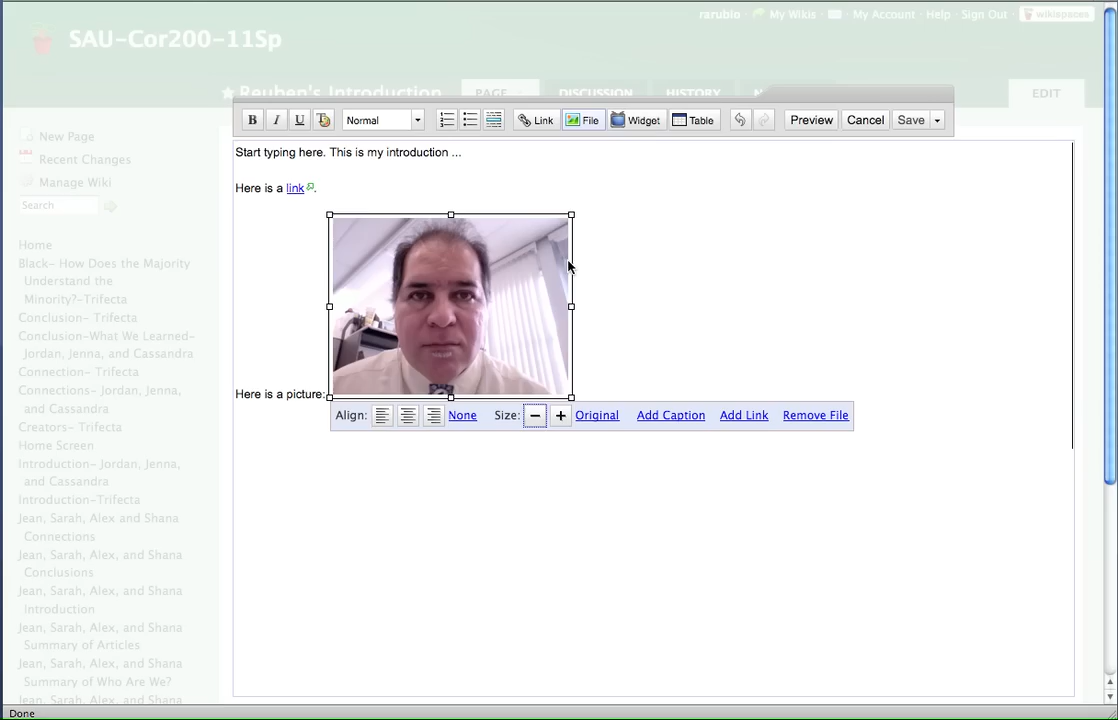 rarubio · My Wikis · My Account · Help · Sign Out · wikispaces
SAU-Cor200-11Sp
Reuben's Introduction PAGE DISCUSSION HISTORY EDIT
B I U Normal Link File Widget Table Preview Cancel Save
New Page
Recent Changes
Manage Wiki
Search
Home
Black- How Does the Majority
Understand the
Minority?-Trifecta
Conclusion- Trifecta
Conclusion-What We Learned-
Jordan, Jenna, and Cassandra
Connection- Trifecta
Connections- Jordan, Jenna,
and Cassandra
Creators- Trifecta
Home Screen
Introduction- Jordan, Jenna,
and Cassandra
Introduction-Trifecta
Jean, Sarah, Alex and Shana
Connections
Jean, Sarah, Alex, and Shana
Conclusions
Jean, Sarah, Alex, and Shana
Introduction
Jean, Sarah, Alex, and Shana
Summary of Articles
Jean, Sarah, Alex, and Shana
Summary of Who Are We?
Jean, Sarah, Alex, and Shana
Start typing here. This is my introduction ...
Here is a link.
Here is a picture:
Align: None Size: − + Original Add Caption Add Link Remove File
Done